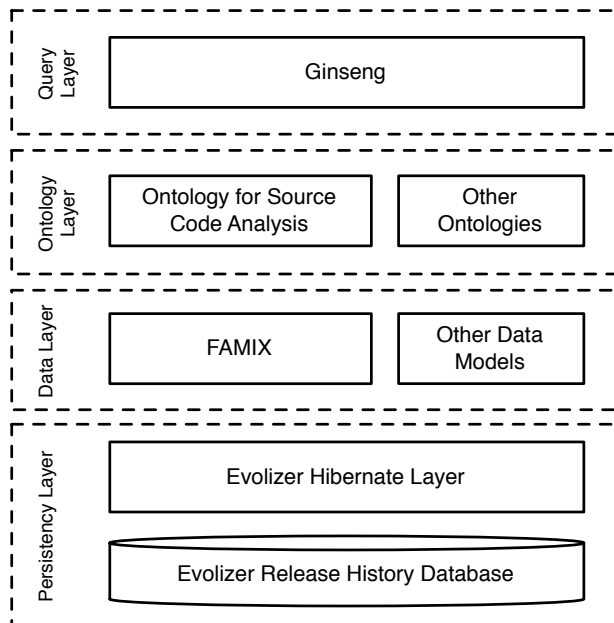 Query
Layer
Ginseng
Ontology
Layer
Ontology for Source
Code Analysis
Other
Ontologies
Data Layer
FAMIX
Other Data
Models
Persistency Layer
Evolizer Hibernate Layer
Evolizer Release History Database